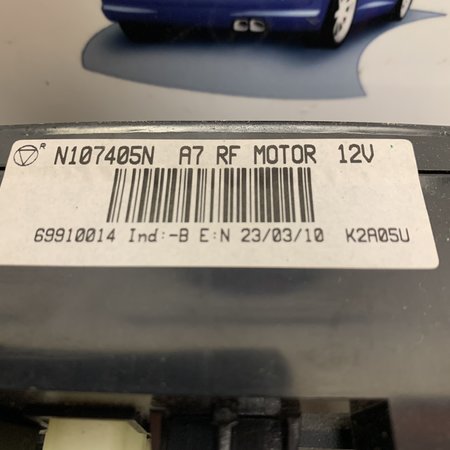 R N107405N A7 RF MOTOR 12V
69910014 Ind:-B E:N 23/03/10 K2A05U